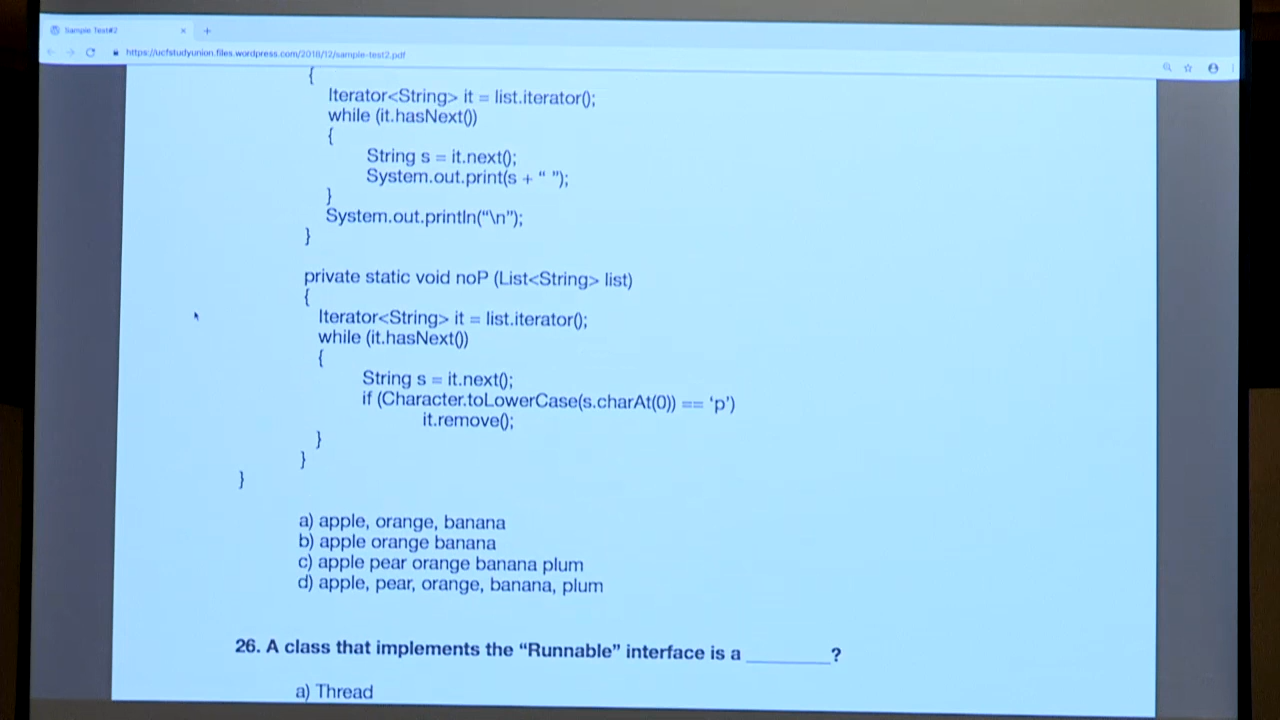 Sample Test#2
https://ucfstudyunion.files.wordpress.com/2018/12/sample-test2.pdf
{
Iterator<String> it = list.iterator();
while (it.hasNext())
{
String s = it.next();
System.out.print(s + “ ”);
}
System.out.println(“\n”);
}
private static void noP (List<String> list)
{
Iterator<String> it = list.iterator();
while (it.hasNext())
{
String s = it.next();
if (Character.toLowerCase(s.charAt(0)) == ‘p’)
it.remove();
}
}
}
a) apple, orange, banana
b) apple orange banana
c) apple pear orange banana plum
d) apple, pear, orange, banana, plum
26. A class that implements the “Runnable” interface is a ________?
a) Thread